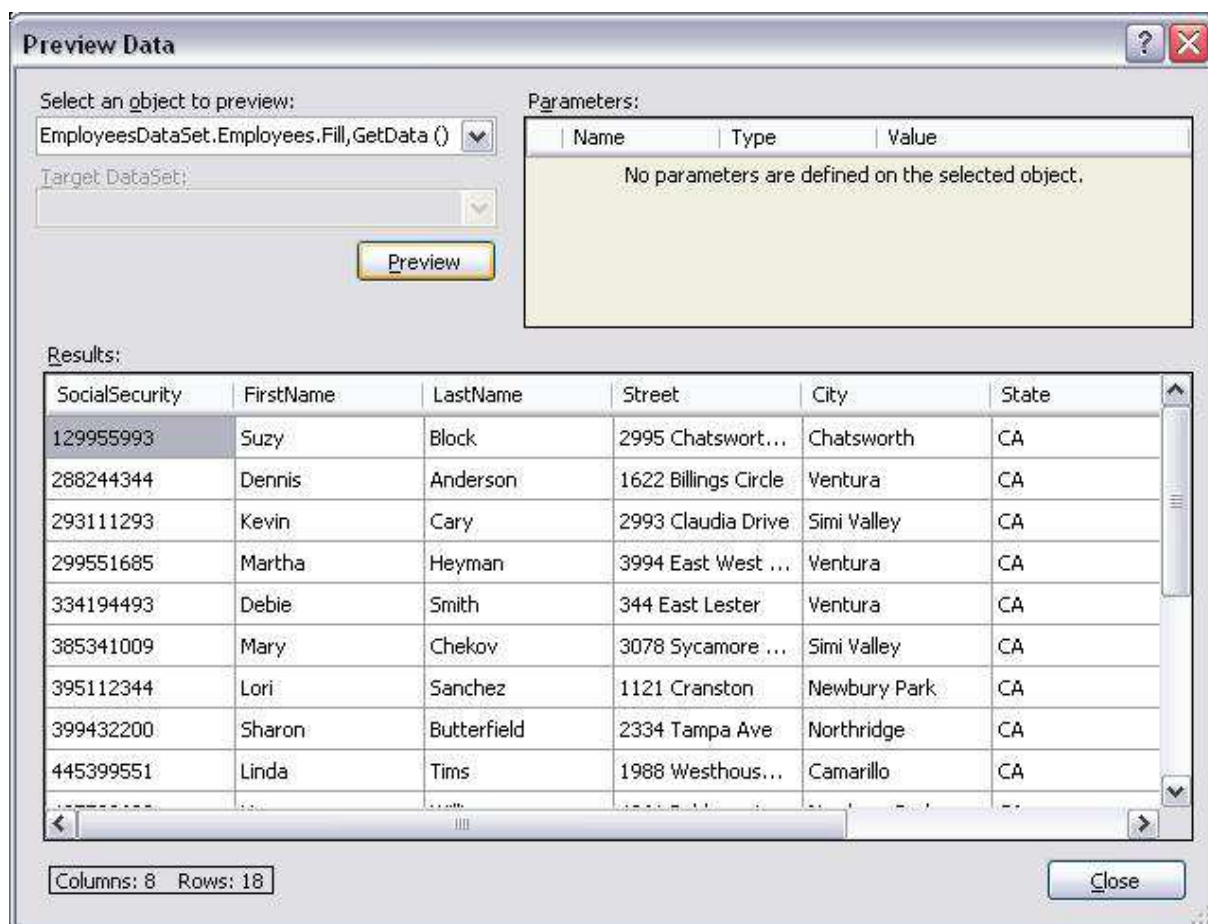 Preview Data
Select an object to preview:
EmployeesDataSet.Employees.Fill,GetData ()
Target DataSet:
Preview
Parameters:
Name Type Value
No parameters are defined on the selected object.
Results:
SocialSecurity FirstName LastName Street City State
129955993 Suzy Block 2995 Chatswort... Chatsworth CA
288244344 Dennis Anderson 1622 Billings Circle Ventura CA
293111293 Kevin Cary 2993 Claudia Drive Simi Valley CA
299551685 Martha Heyman 3994 East West ... Ventura CA
334194493 Debie Smith 344 East Lester Ventura CA
385341009 Mary Chekov 3078 Sycamore ... Simi Valley CA
395112344 Lori Sanchez 1121 Cranston Newbury Park CA
399432200 Sharon Butterfield 2334 Tampa Ave Northridge CA
445399551 Linda Tims 1988 Westhous... Camarillo CA
Columns: 8 Rows: 18
Close